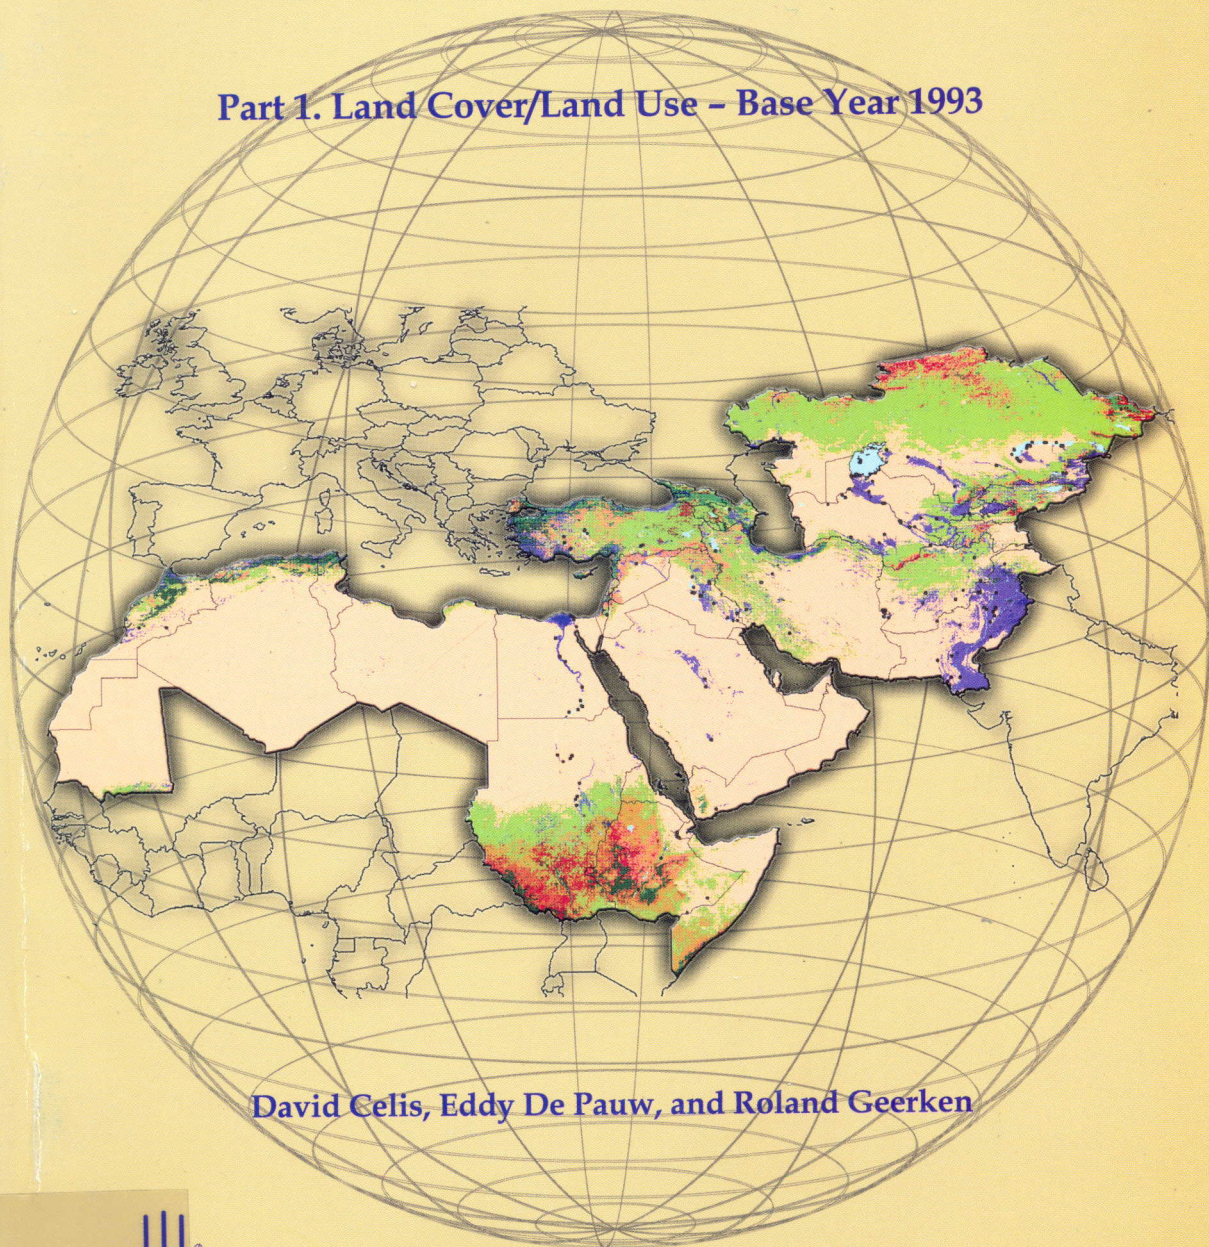 Part 1. Land Cover/Land Use – Base Year 1993
David Celis, Eddy De Pauw, and Roland Geerken